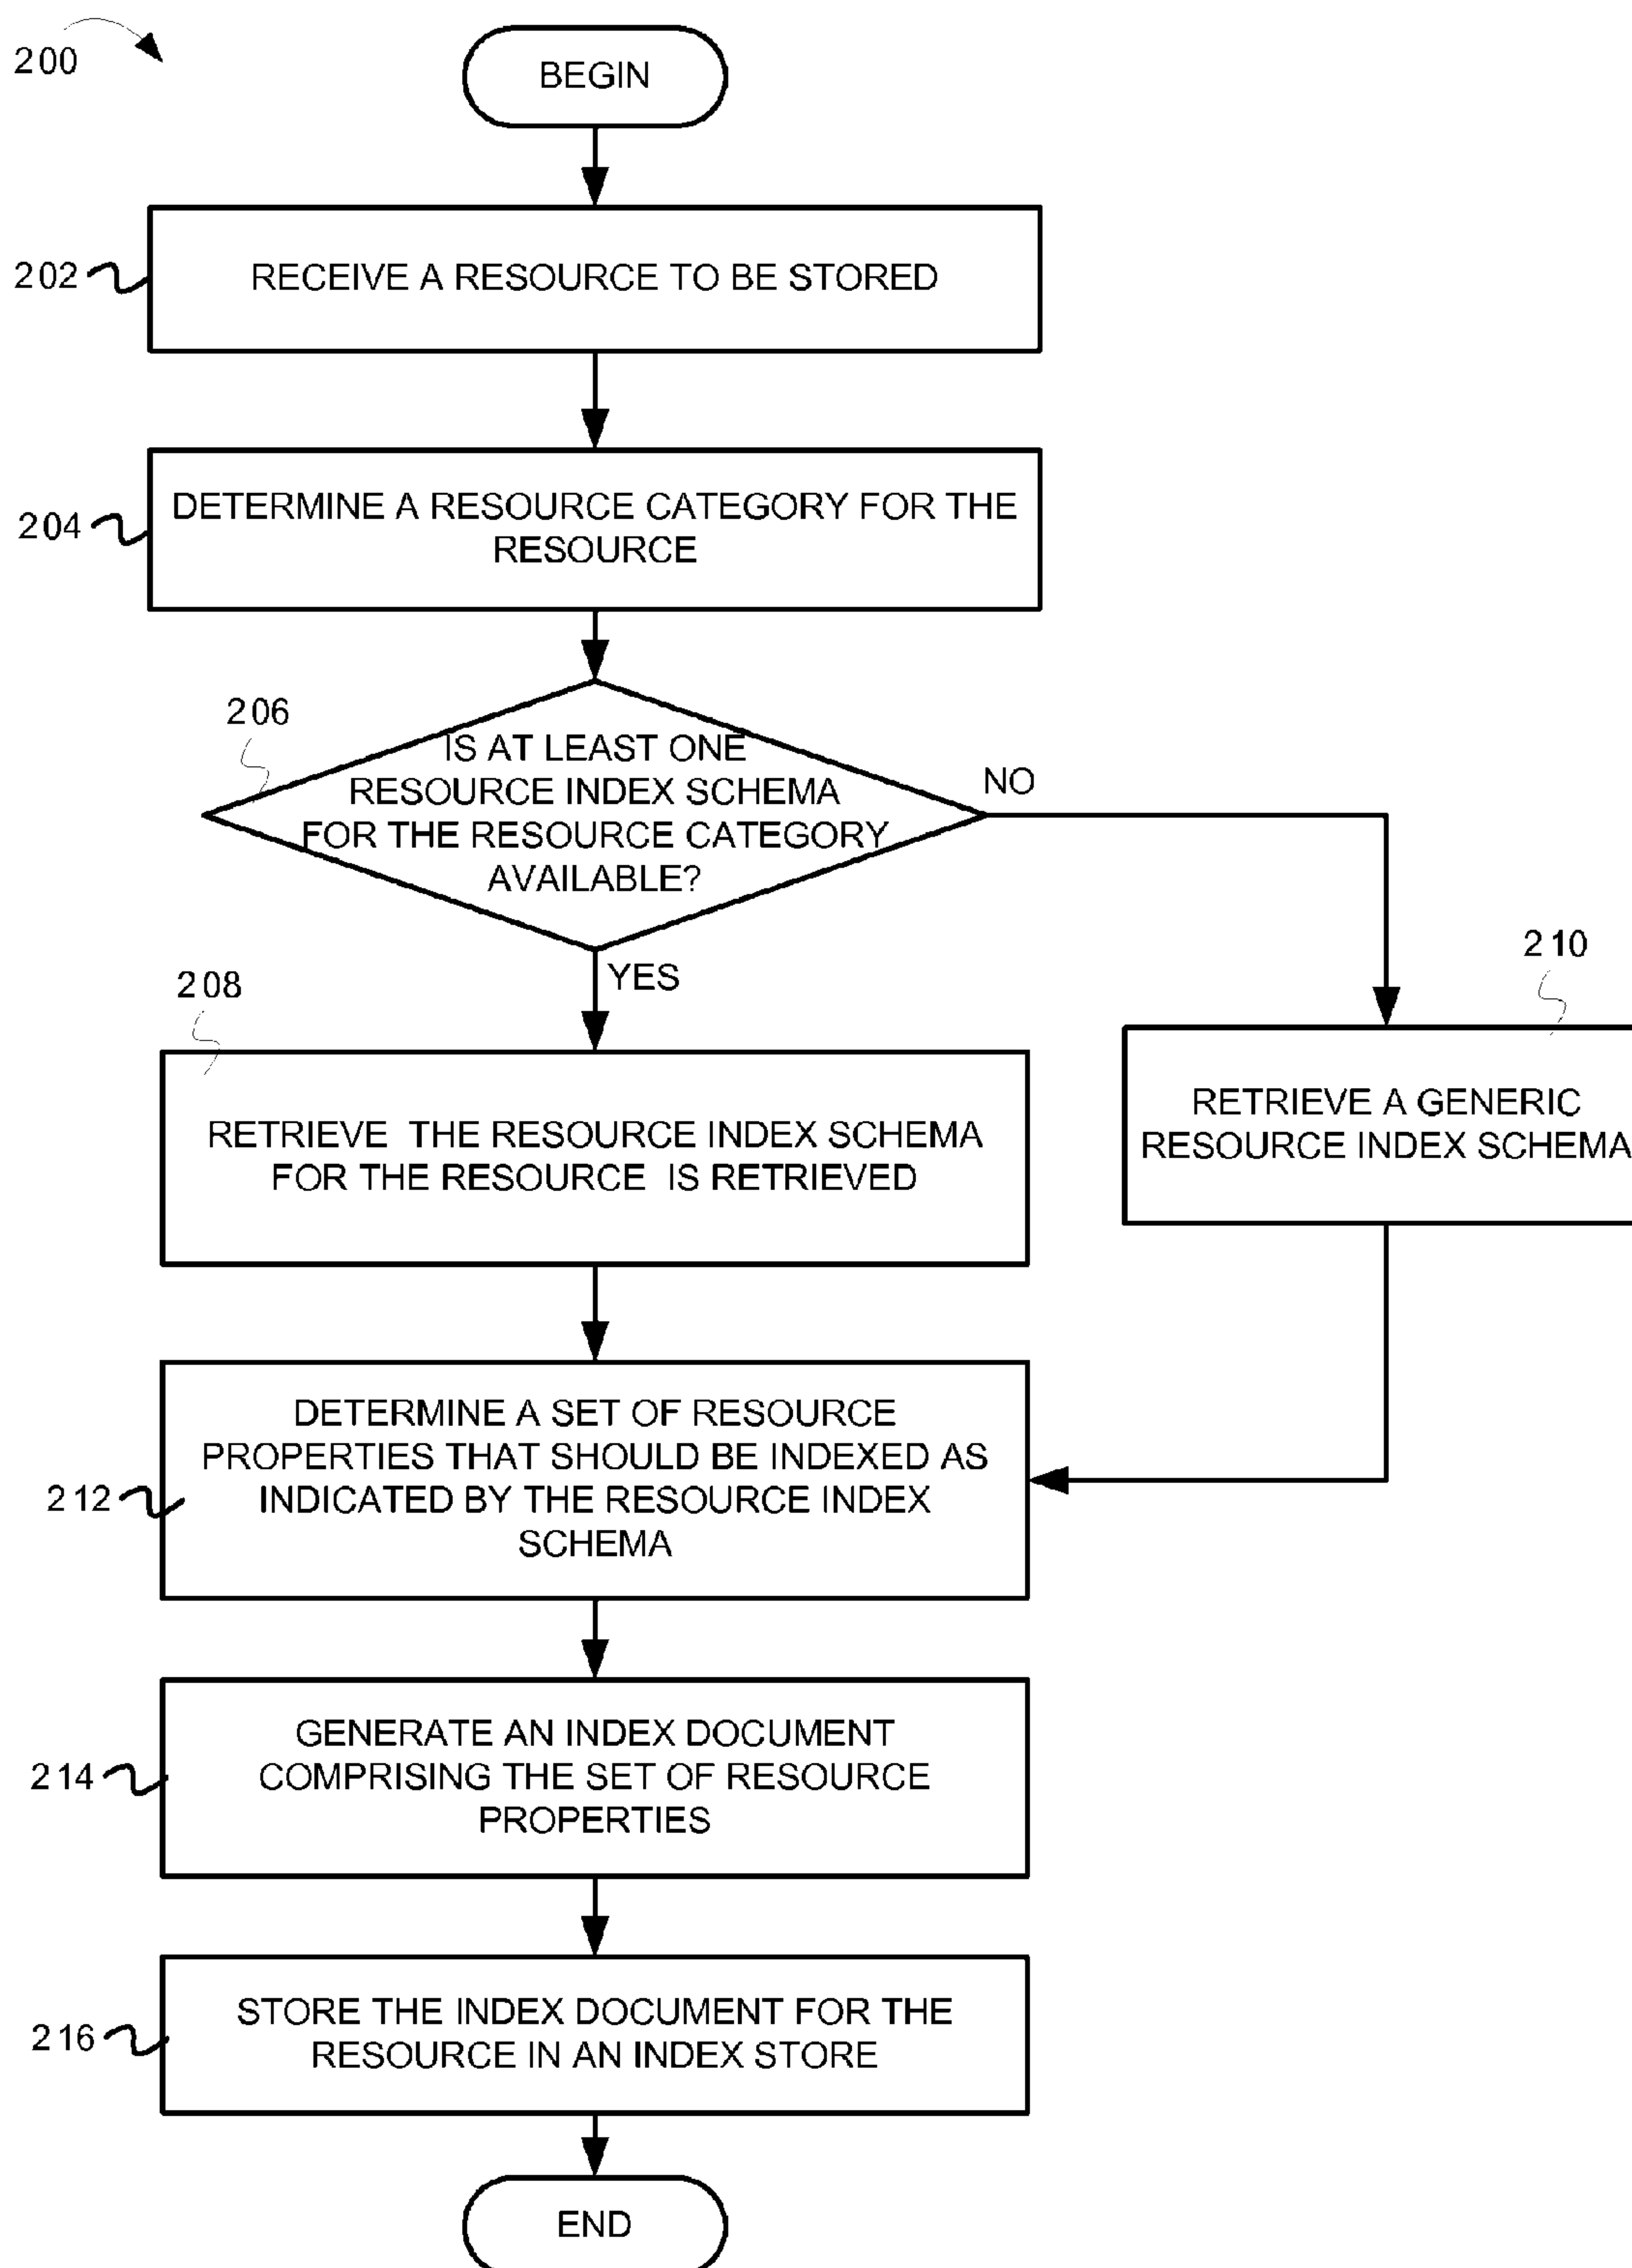 200
BEGIN
202
RECEIVE A RESOURCE TO BE STORED
204
DETERMINE A RESOURCE CATEGORY FOR THE
RESOURCE
206
IS AT LEAST ONE
RESOURCE INDEX SCHEMA
FOR THE RESOURCE CATEGORY
AVAILABLE?
NO
YES
208
RETRIEVE THE RESOURCE INDEX SCHEMA
FOR THE RESOURCE IS RETRIEVED
210
RETRIEVE A GENERIC
RESOURCE INDEX SCHEMA
212
DETERMINE A SET OF RESOURCE
PROPERTIES THAT SHOULD BE INDEXED AS
INDICATED BY THE RESOURCE INDEX
SCHEMA
214
GENERATE AN INDEX DOCUMENT
COMPRISING THE SET OF RESOURCE
PROPERTIES
216
STORE THE INDEX DOCUMENT FOR THE
RESOURCE IN AN INDEX STORE
END